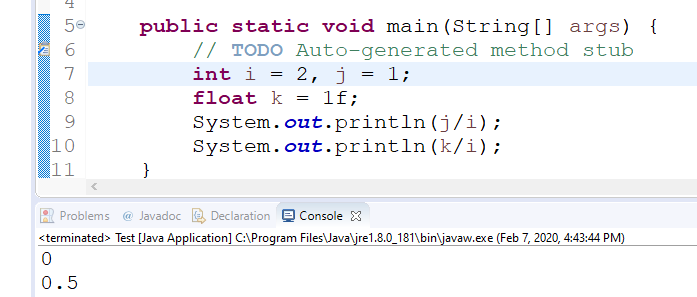 4
5 public static void main(String[] args) {
6 // TODO Auto-generated method stub
7 int i = 2, j = 1;
8 float k = 1f;
9 System.out.println(j/i);
10 System.out.println(k/i);
11 }
Problems @ Javadoc Declaration Console
<terminated> Test [Java Application] C:\Program Files\Java\jre1.8.0_181\bin\javaw.exe (Feb 7, 2020, 4:43:44 PM)
0
0.5